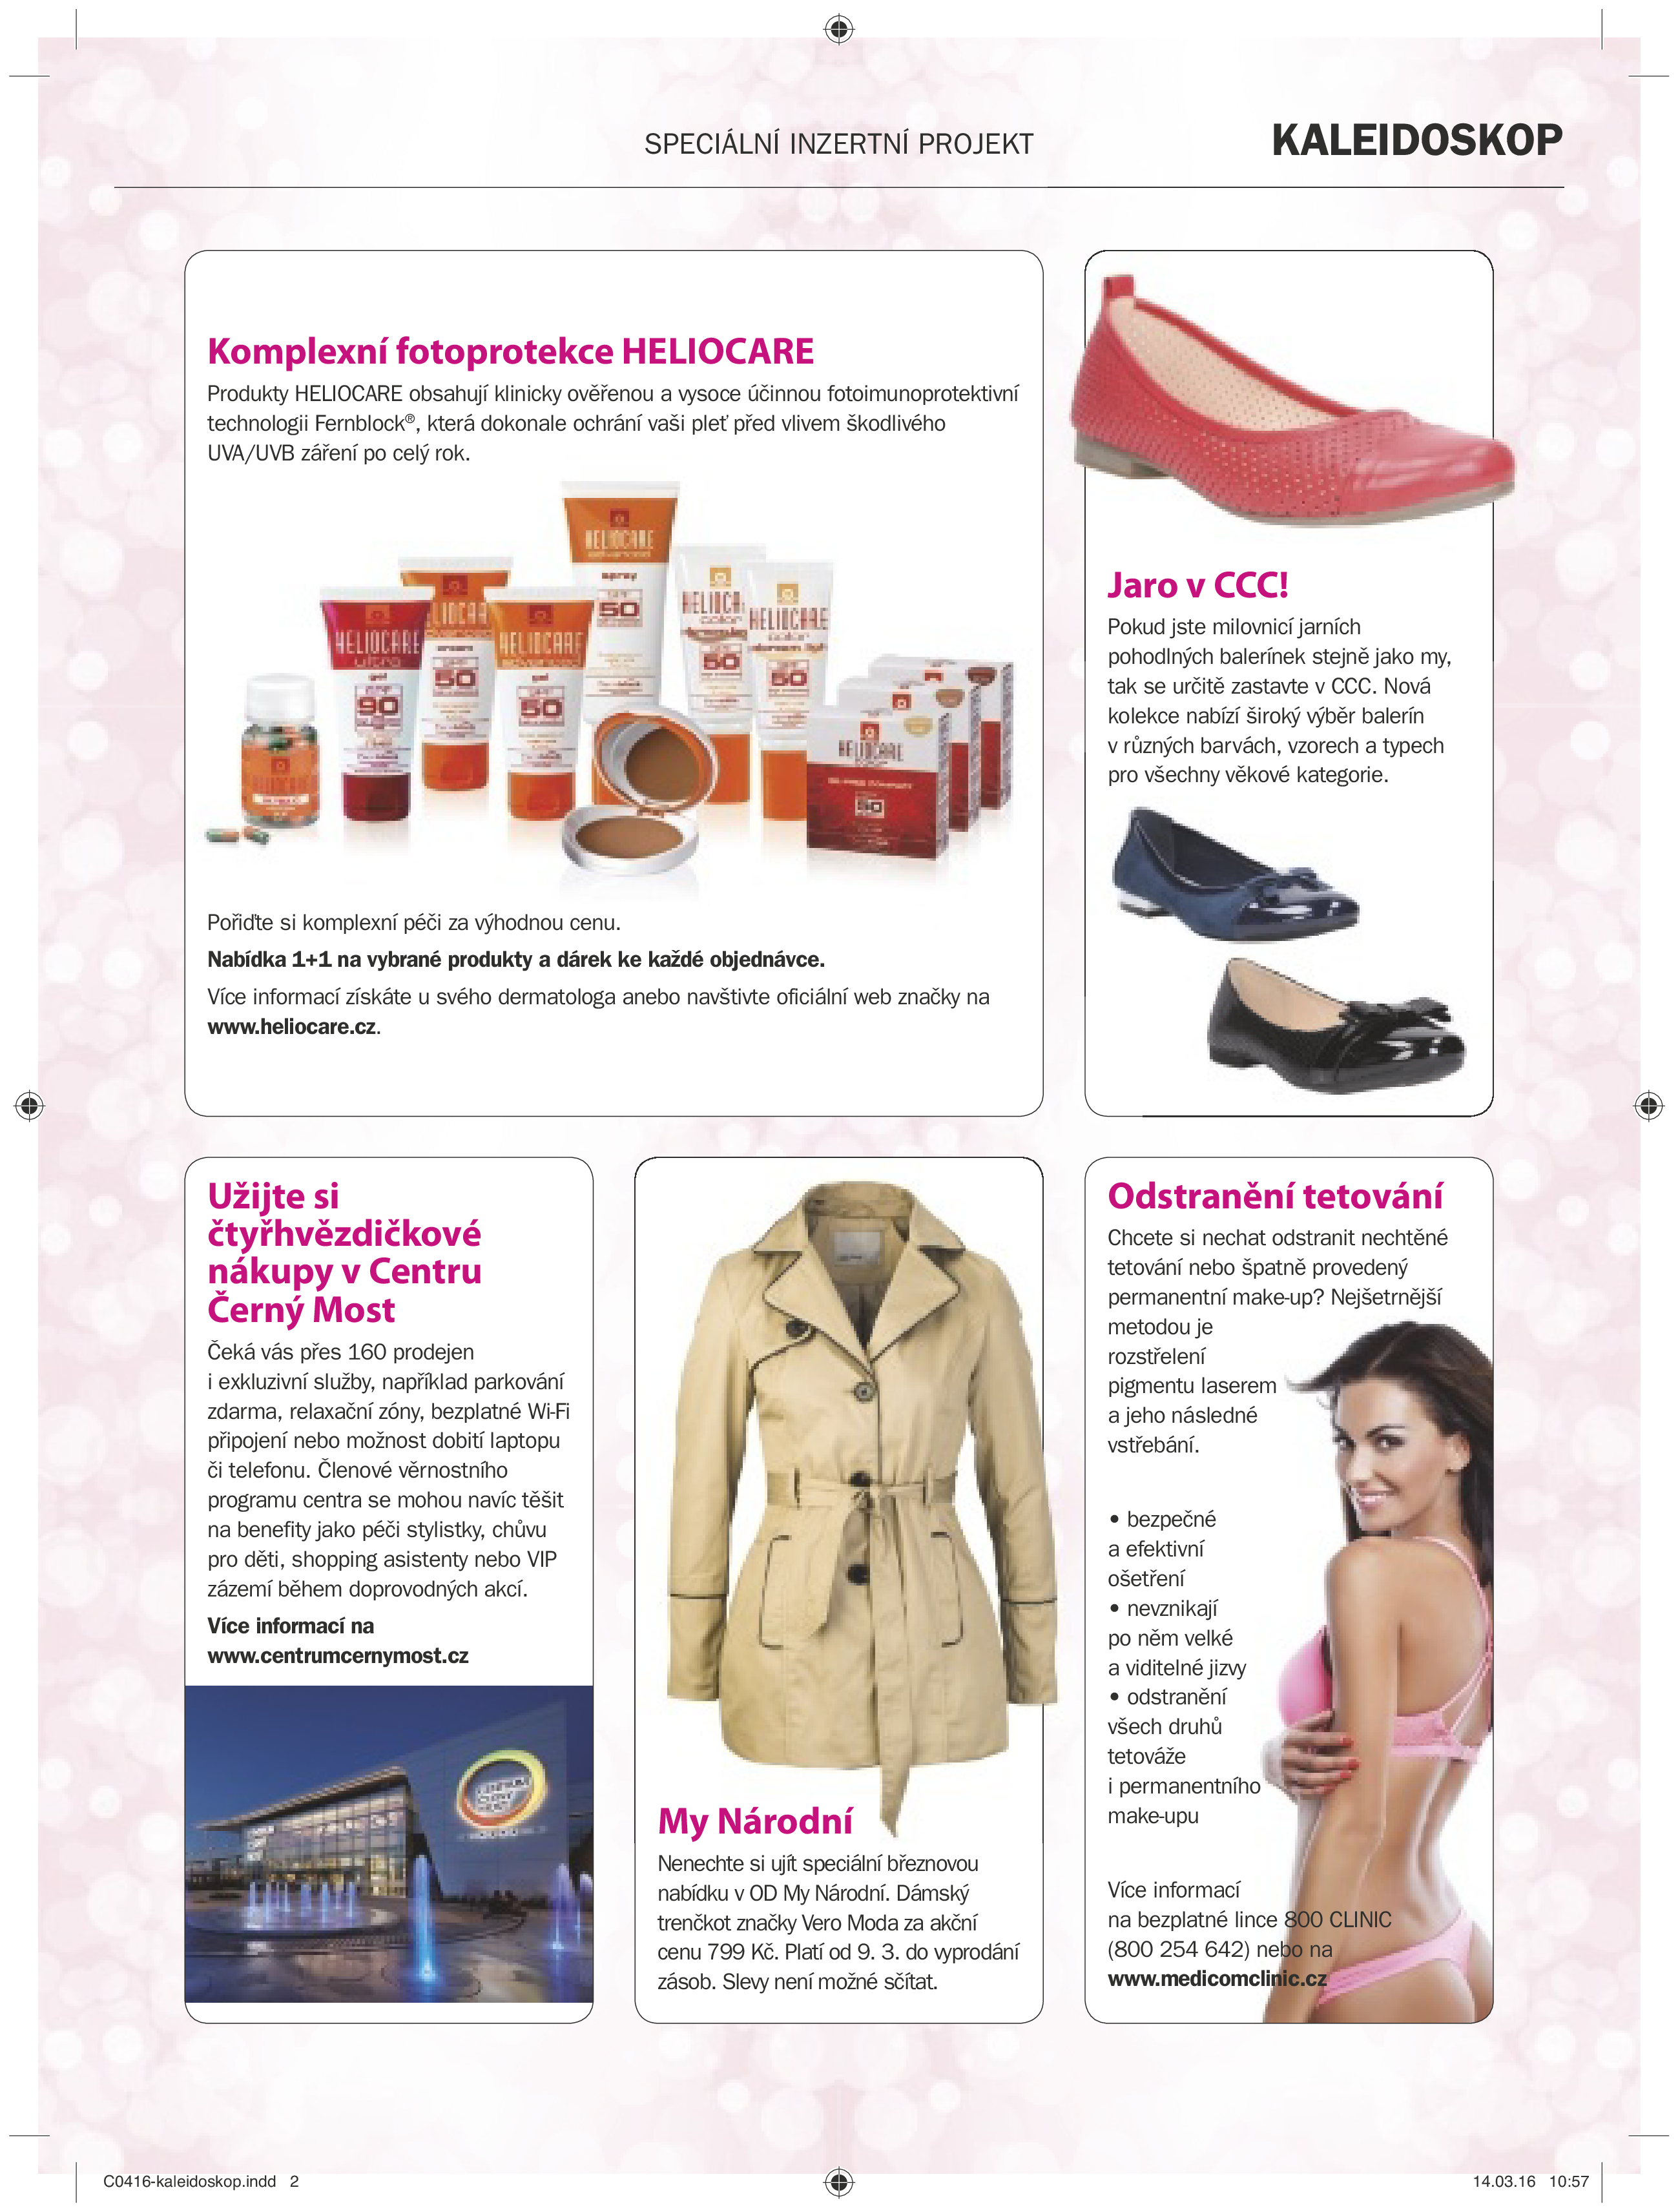 SPECIÁLNÍ INZERTNÍ PROJEKT
KALEIDOSKOP
Komplexní fotoprotekce HELIOCARE
Produkty HELIOCARE obsahují klinicky ověřenou a vysoce účinnou fotoimunoprotektivní
technologii Fernblock®, která dokonale ochrání vaši pleť před vlivem škodlivého
UVA/UVB záření po celý rok.
HELIOCARE
spray
50
HELIOCARE
ultra
gel
90
HELIOCARE
50
HELIOCARE
gel
50
color
50
HELIOCARE
color
50
HELIOCARE
50
Pořiďte si komplexní péči za výhodnou cenu.
Nabídka 1+1 na vybrané produkty a dárek ke každé objednávce.
Více informací získáte u svého dermatologa anebo navštivte oficiální web značky na
www.heliocare.cz.
Jaro v CCC!
Pokud jste milovnicí jarních
pohodlných balerínek stejně jako my,
tak se určitě zastavte v CCC. Nová
kolekce nabízí široký výběr balerín
v různých barvách, vzorech a typech
pro všechny věkové kategorie.
Užijte si
čtyřhvězdičkové
nákupy v Centru
Černý Most
Čeká vás přes 160 prodejen
i exkluzivní služby, například parkování
zdarma, relaxační zóny, bezplatné Wi-Fi
připojení nebo možnost dobití laptopu
či telefonu. Členové věrnostního
programu centra se mohou navíc těšit
na benefity jako péči stylistky, chůvu
pro děti, shopping asistenty nebo VIP
zázemí během doprovodných akcí.
Více informací na
www.centrumcernymost.cz
CENTRUM
ČERNÝ
MOST
My Národní
Nenechte si ujít speciální březnovou
nabídku v OD My Národní. Dámský
trenčkot značky Vero Moda za akční
cenu 799 Kč. Platí od 9. 3. do vyprodání
zásob. Slevy není možné sčítat.
Odstranění tetování
Chcete si nechat odstranit nechtěné
tetování nebo špatně provedený
permanentní make-up? Nejšetrnější
metodou je
rozstřelení
pigmentu laserem
a jeho následné
vstřebání.
• bezpečné
a efektivní
ošetření
• nevznikají
po něm velké
a viditelné jizvy
• odstranění
všech druhů
tetováže
i permanentního
make-upu
Více informací
na bezplatné lince 800 CLINIC
(800 254 642) nebo na
www.medicomclinic.cz
C0416-kaleidoskop.indd 2
14.03.16 10:57